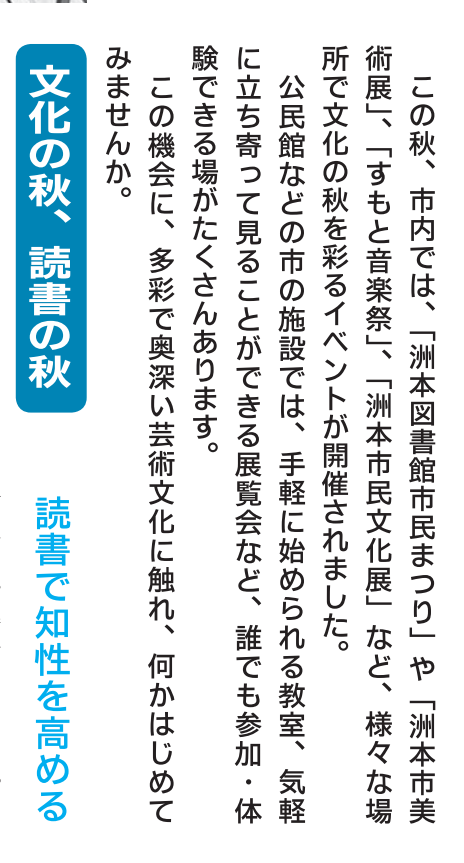 この秋、市内では、「洲本図書館市民まつり」や「洲本市美
術展」、「すもと音楽祭」、「洲本市民文化展」など、様々な場
所で文化の秋を彩るイベントが開催されました。
　公民館などの市の施設では、手軽に始められる教室、気軽
に立ち寄って見ることができる展覧会など、誰でも参加・体
験できる場がたくさんあります。
　この機会に、多彩で奥深い芸術文化に触れ、何かはじめて
みませんか。
文化の秋、読書の秋
読書で知性を高める